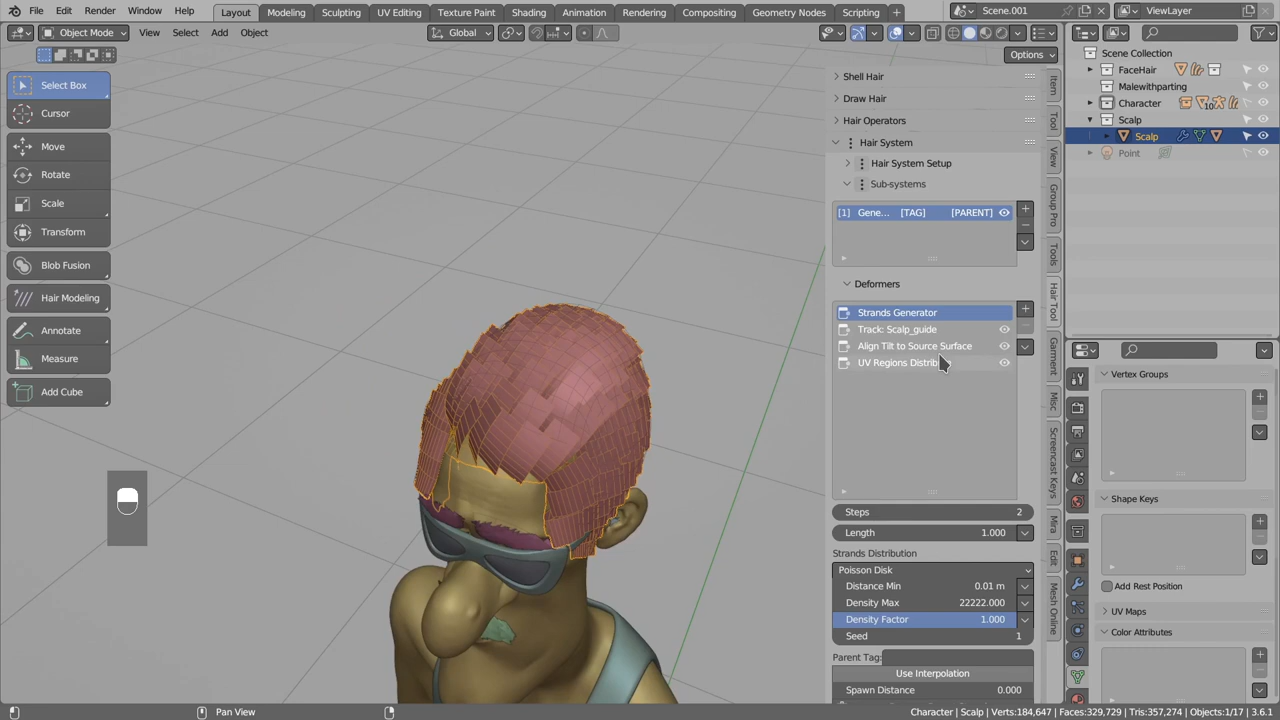 File Edit Render Window Help Layout Modeling Sculpting UV Editing Texture Paint Shading Animation Rendering Compositing Geometry Nodes Scripting + Scene.001 ViewLayer
Object Mode View Select Add Object Global
Options
Select Box
Cursor
Move
Rotate
Scale
Transform
Blob Fusion
Hair Modeling
Annotate
Measure
Add Cube
Shell Hair
Draw Hair
Hair Operators
Hair System
Hair System Setup
Sub-systems
[1] Gene... [TAG] [PARENT]
Deformers
Strands Generator
Track: Scalp_guide
Align Tilt to Source Surface
UV Regions Distrib
Steps 2
Length 1.000
Strands Distribution
Poisson Disk
Distance Min 0.01 m
Density Max 22222.000
Density Factor 1.000
Seed 1
Parent Tag:
Use Interpolation
Spawn Distance 0.000
Item
Tool
View
Group Pro
Tools
Hair Tool
Garment
Misc
Screencast Keys
Mira
Edit
Mesh Online
Scene Collection
FaceHair
Malewithparting
Character 10
Scalp
Scalp
Point
Vertex Groups
Shape Keys
Add Rest Position
UV Maps
Color Attributes
Pan View
Character | Scalp | Verts:184,647 | Faces:329,729 | Tris:357,274 | Objects:1/17 | 3.6.1